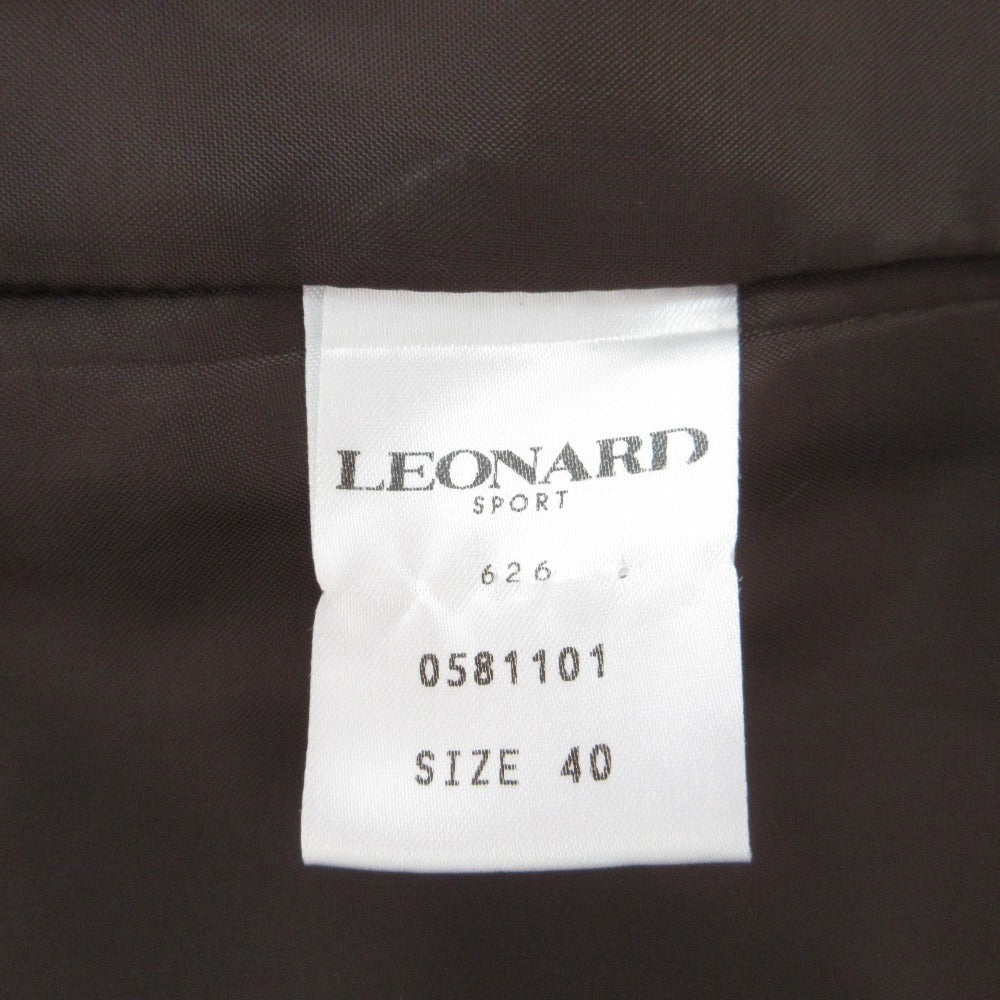 LEONARD
SPORT
626
0581101
SIZE 40